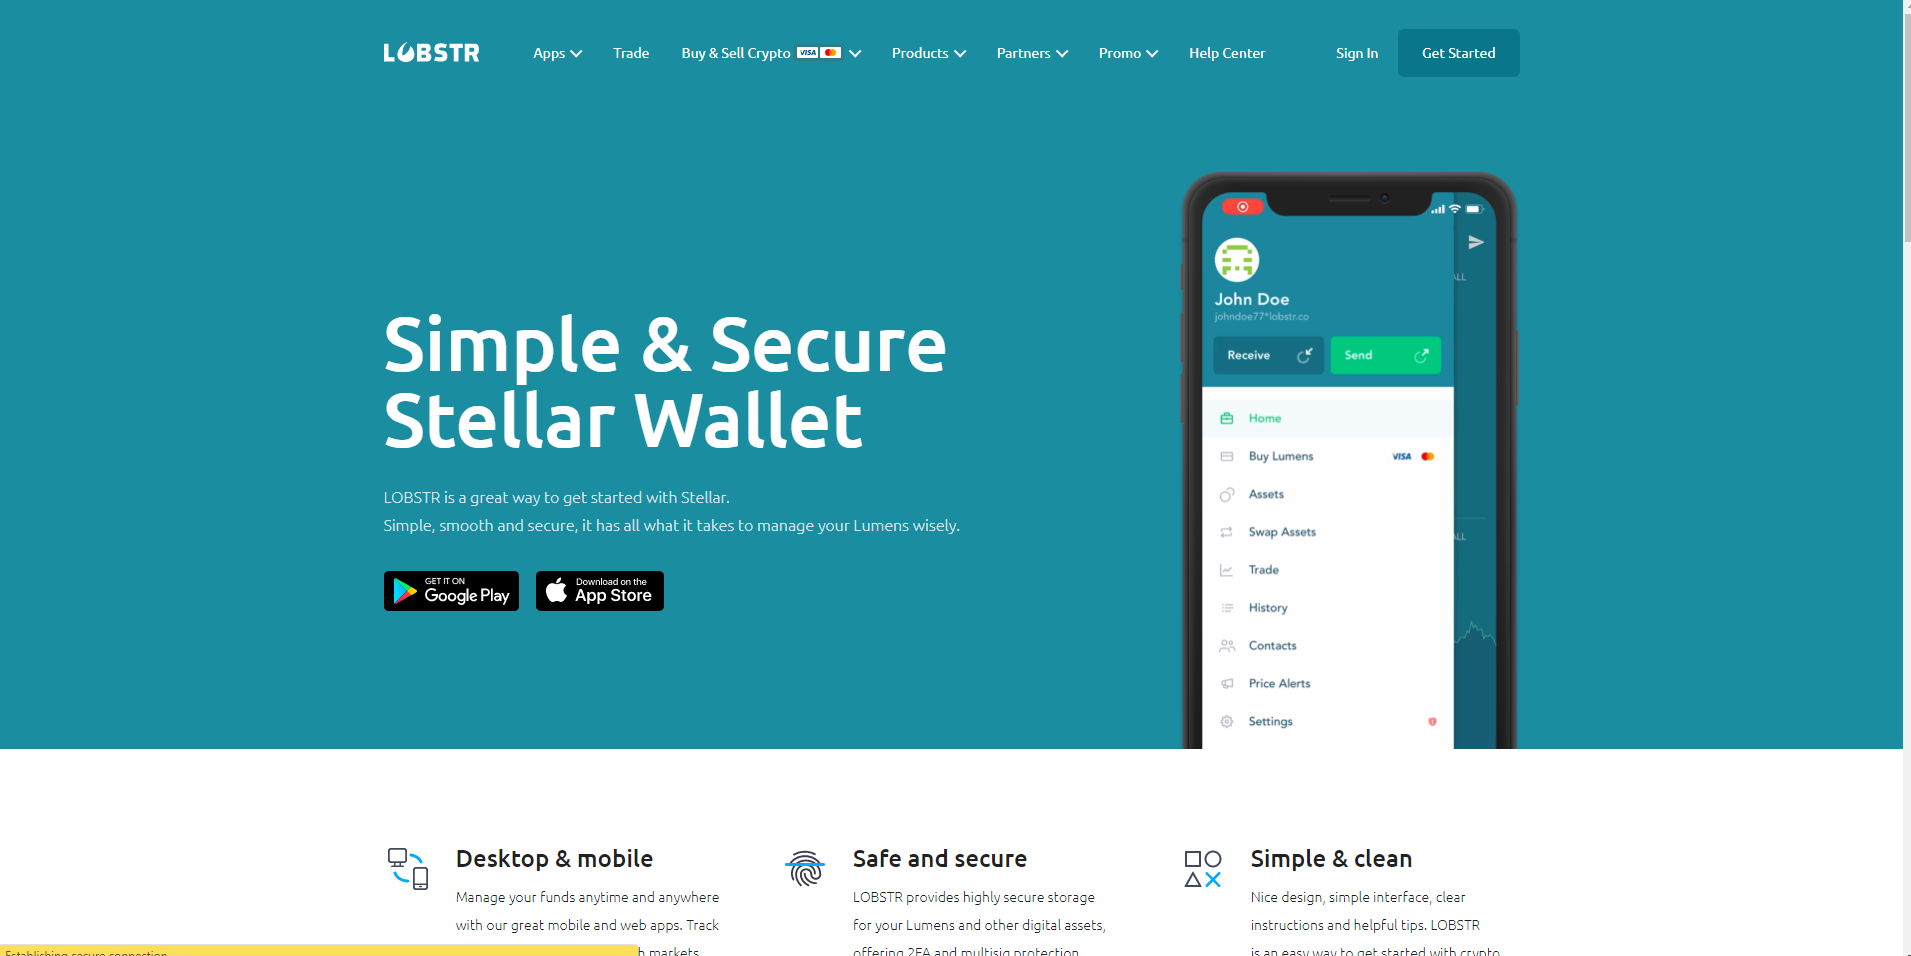 LOBSTR
Apps
Trade
Buy & Sell Crypto VISA
Products
Partners
Promo
Help Center
Sign In
Get Started
Simple & Secure
Stellar Wallet
LOBSTR is a great way to get started with Stellar.
Simple, smooth and secure, it has all what it takes to manage your Lumens wisely.
GET IT ON
Google Play
Download on the
App Store
ALL
John Doe
johndoe77*lobstr.co
Receive
Send
Home
Buy Lumens VISA
Assets
Swap Assets
ALL
Trade
History
Contacts
Price Alerts
Settings
Desktop & mobile
Manage your funds anytime and anywhere
with our great mobile and web apps. Track
h markets
Safe and secure
LOBSTR provides highly secure storage
for your Lumens and other digital assets,
offering 2FA and multisig protection
Simple & clean
Nice design, simple interface, clear
instructions and helpful tips. LOBSTR
is an easy way to get started with crypto
Establishing secure connection